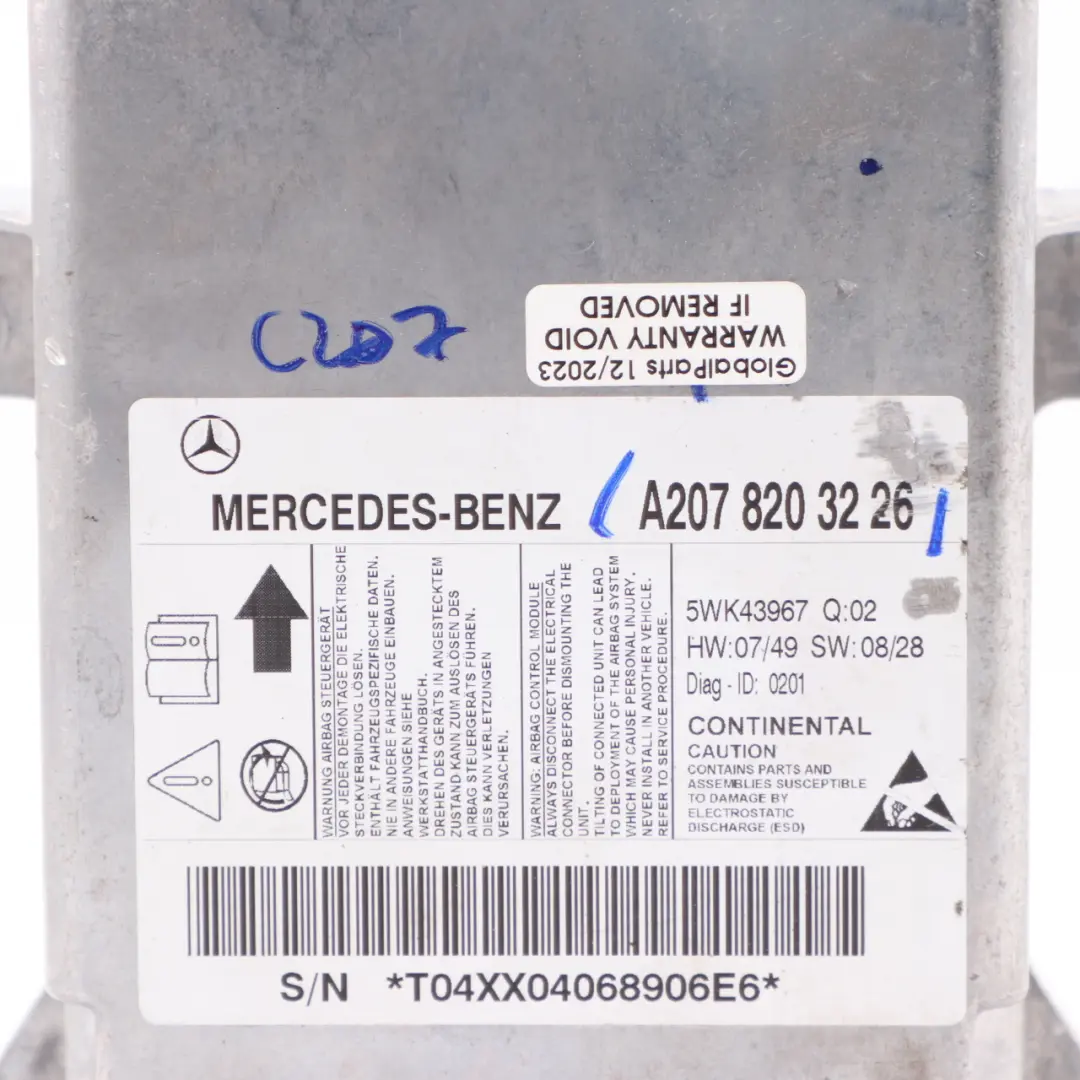 C207
GlobalParts 12/2023
WARRANTY VOID
IF REMOVED
MERCEDES-BENZ ( A207 820 32 26 )
WARNUNG AIRBAG STEUERGERÄT
VOR JEDER DEMONTAGE DIE ELEKTRISCHE
STECKVERBINDUNG LÖSEN.
ENTHÄLT FAHRZEUGSPEZIFISCHE DATEN.
NIE IN ANDERE FAHRZEUGE EINBAUEN.
ANWEISUNGEN SIEHE
WERKSTATTHANDBUCH.
DREHEN DES GERÄTS IN ANGESTECKTEM
ZUSTAND KANN ZUM AUSLÖSEN DES
AIRBAG STEUERGERÄTS FÜHREN.
DIES KANN VERLETZUNGEN
VERURSACHEN.
WARNING: AIRBAG CONTROL MODULE
ALWAYS DISCONNECT THE ELECTRICAL
CONNECTOR BEFORE DISMOUNTING THE
UNIT.
TILTING OF CONNECTED UNIT CAN LEAD
TO DEPLOYMENT OF THE AIRBAG SYSTEM
WHICH MAY CAUSE PERSONAL INJURY.
NEVER INSTALL IN ANOTHER VEHICLE.
REFER TO SERVICE PROCEDURE.
5WK43967 Q:02
HW:07/49 SW:08/28
Diag - ID: 0201
CONTINENTAL
CAUTION
CONTAINS PARTS AND
ASSEMBLIES SUSCEPTIBLE
TO DAMAGE BY
ELECTROSTATIC
DISCHARGE (ESD)
S/N *T04XX04068906E6*